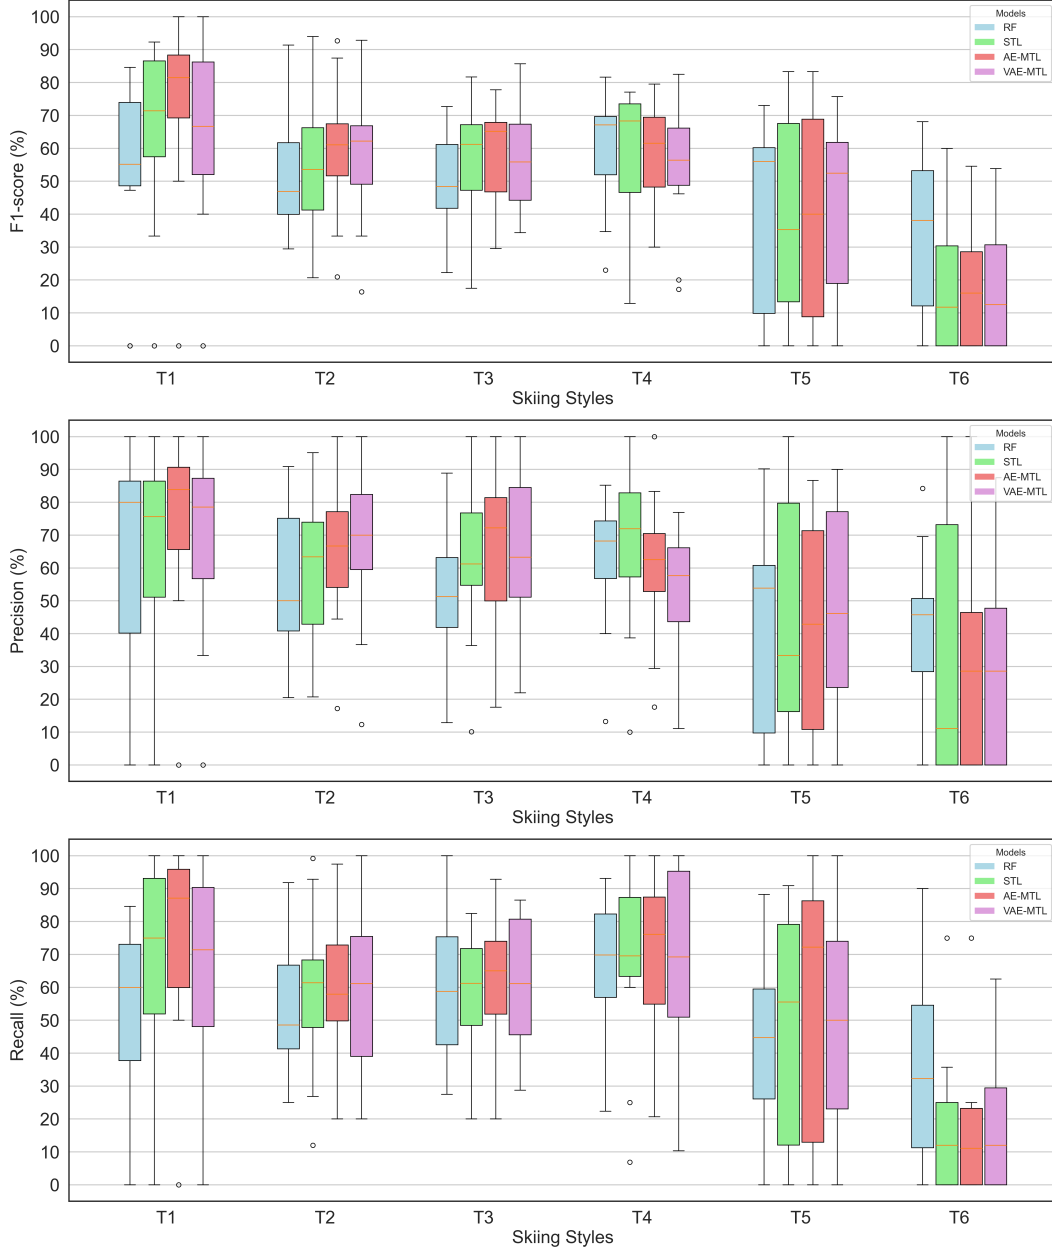 100
90
80
70
60
50
40
30
20
10
0
F1-score (%)
Models
RF
STL
AE-MTL
VAE-MTL
T1 T2 T3 T4 T5 T6
Skiing Styles
100
90
80
70
60
50
40
30
20
10
0
Precision (%)
Models
RF
STL
AE-MTL
VAE-MTL
T1 T2 T3 T4 T5 T6
Skiing Styles
100
90
80
70
60
50
40
30
20
10
0
Recall (%)
Models
RF
STL
AE-MTL
VAE-MTL
T1 T2 T3 T4 T5 T6
Skiing Styles